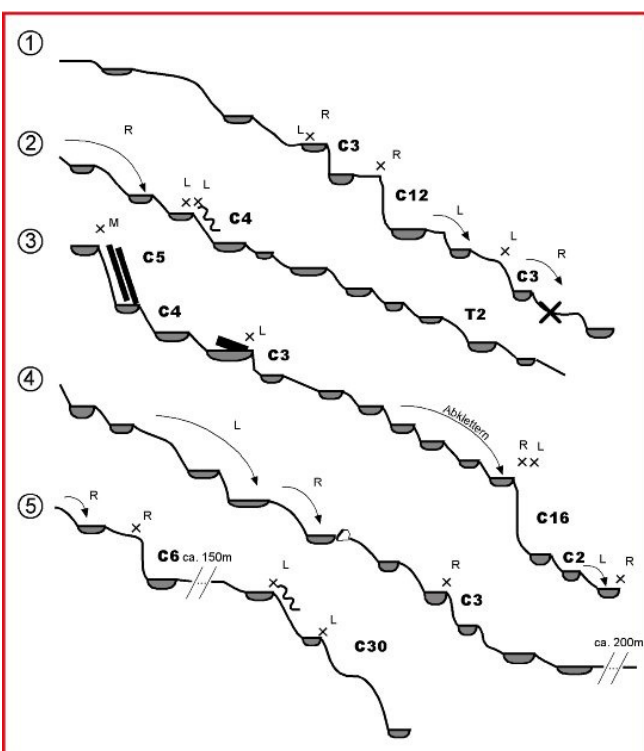 ①
R
L
C3
R
C12
L
L
R
C3
②
R
L L
C4
T2
③
M
C5
C4
L
C3
Abklettern
R L
C16
C2
L
R
④
L
R
R
C3
ca. 200m
⑤
R
R
C6 ca. 150m
L
L
C30